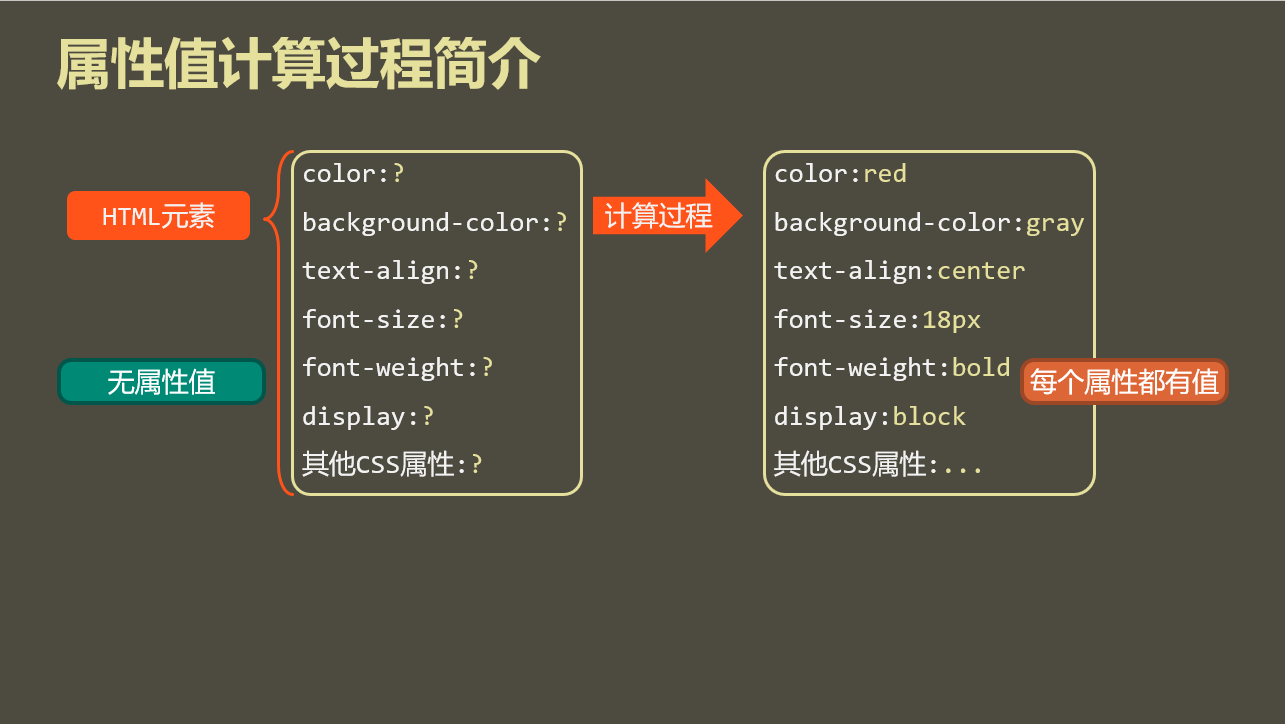 属性值计算过程简介
HTML元素
无属性值
color:?
background-color:?
text-align:?
font-size:?
font-weight:?
display:?
其他CSS属性:?
计算过程
color:red
background-color:gray
text-align:center
font-size:18px
font-weight:bold
display:block
其他CSS属性:...
每个属性都有值